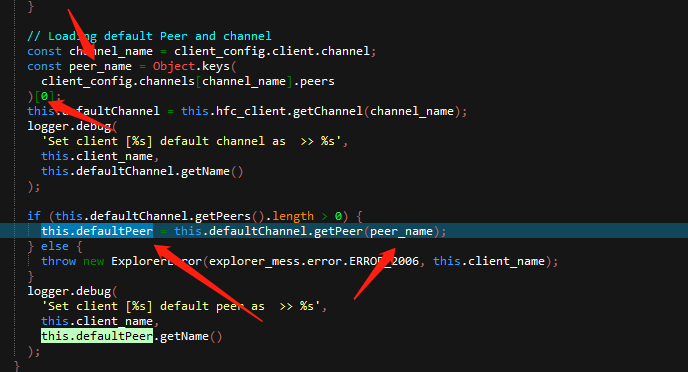 }
// Loading default Peer and channel
const channel_name = client_config.client.channel;
const peer_name = Object.keys(
client_config.channels[channel_name].peers
)[0];
this.defaultChannel = this.hfc_client.getChannel(channel_name);
logger.debug(
'Set client [%s] default channel as  >> %s',
this.client_name,
this.defaultChannel.getName()
);
if (this.defaultChannel.getPeers().length > 0) {
this.defaultPeer = this.defaultChannel.getPeer(peer_name);
} else {
throw new ExplorerError(explorer_mess.error.ERROR_2006, this.client_name);
}
logger.debug(
'Set client [%s] default peer as  >> %s',
this.client_name,
this.defaultPeer.getName()
);
}